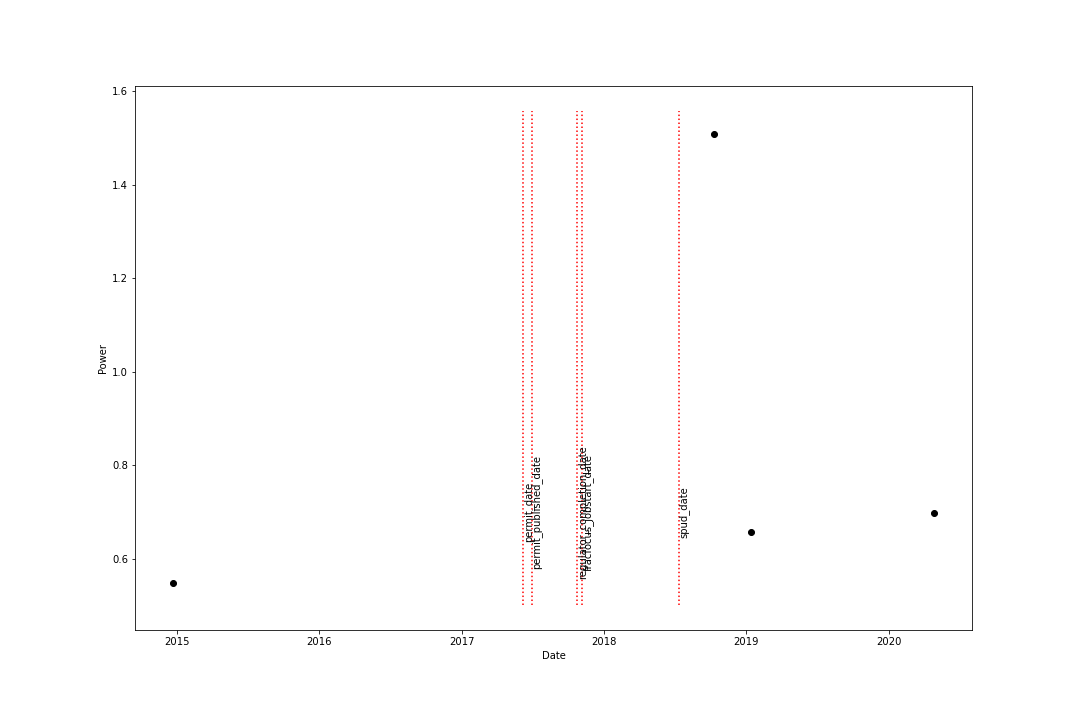 1.6
1.4
1.2
1.0
0.8
0.6
Power
permit_date
permit_published_date
regulator_completion_date
fracfocus_jobstart_date
spud_date
2015 2016 2017 2018 2019 2020
Date